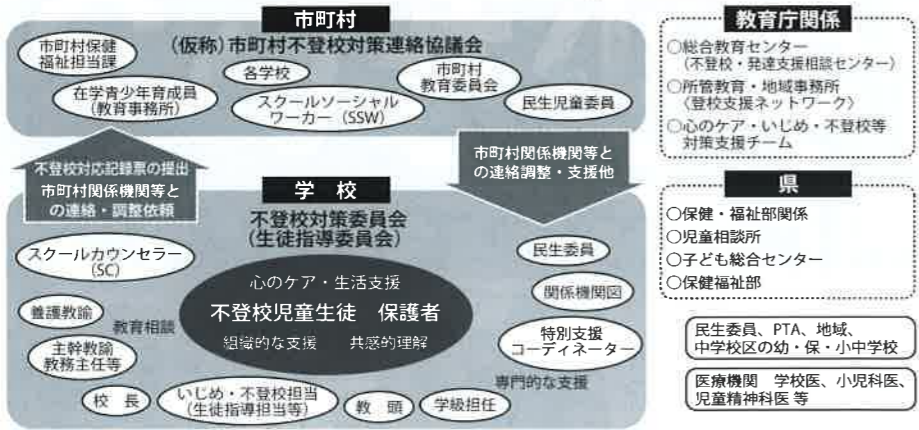 市町村
(仮称)市町村不登校対策連絡協議会
市町村保健
福祉担当課
在学青少年育成員
(教育事務所)
各学校
スクールソーシャル
ワーカー(SSW)
市町村
教育委員会
民生児童委員
不登校対応記録票の提出
市町村関係機関等と
の連絡・調整依頼
市町村関係機関等と
の連絡調整・支援他
学校
不登校対策委員会
(生徒指導委員会)
スクールカウンセラー
(SC)
養護教諭
教育相談
主幹教諭
教務主任等
校長
いじめ・不登校担当
(生徒指導担当等)
教頭
学級担任
専門的な支援
特別支援
コーディネーター
関係機関図
民生委員
心のケア・生活支援
不登校児童生徒 保護者
組織的な支援 共感的理解
教育庁関係
○総合教育センター
(不登校・発達支援相談センター)
○所管教育・地域事務所
〈登校支援ネットワーク〉
○心のケア・いじめ・不登校等
対策支援チーム
県
○保健・福祉部関係
○児童相談所
○子ども総合センター
○保健福祉部
民生委員、PTA、地域、
中学校区の幼・保・小中学校
医療機関 学校医、小児科医、
児童精神科医 等